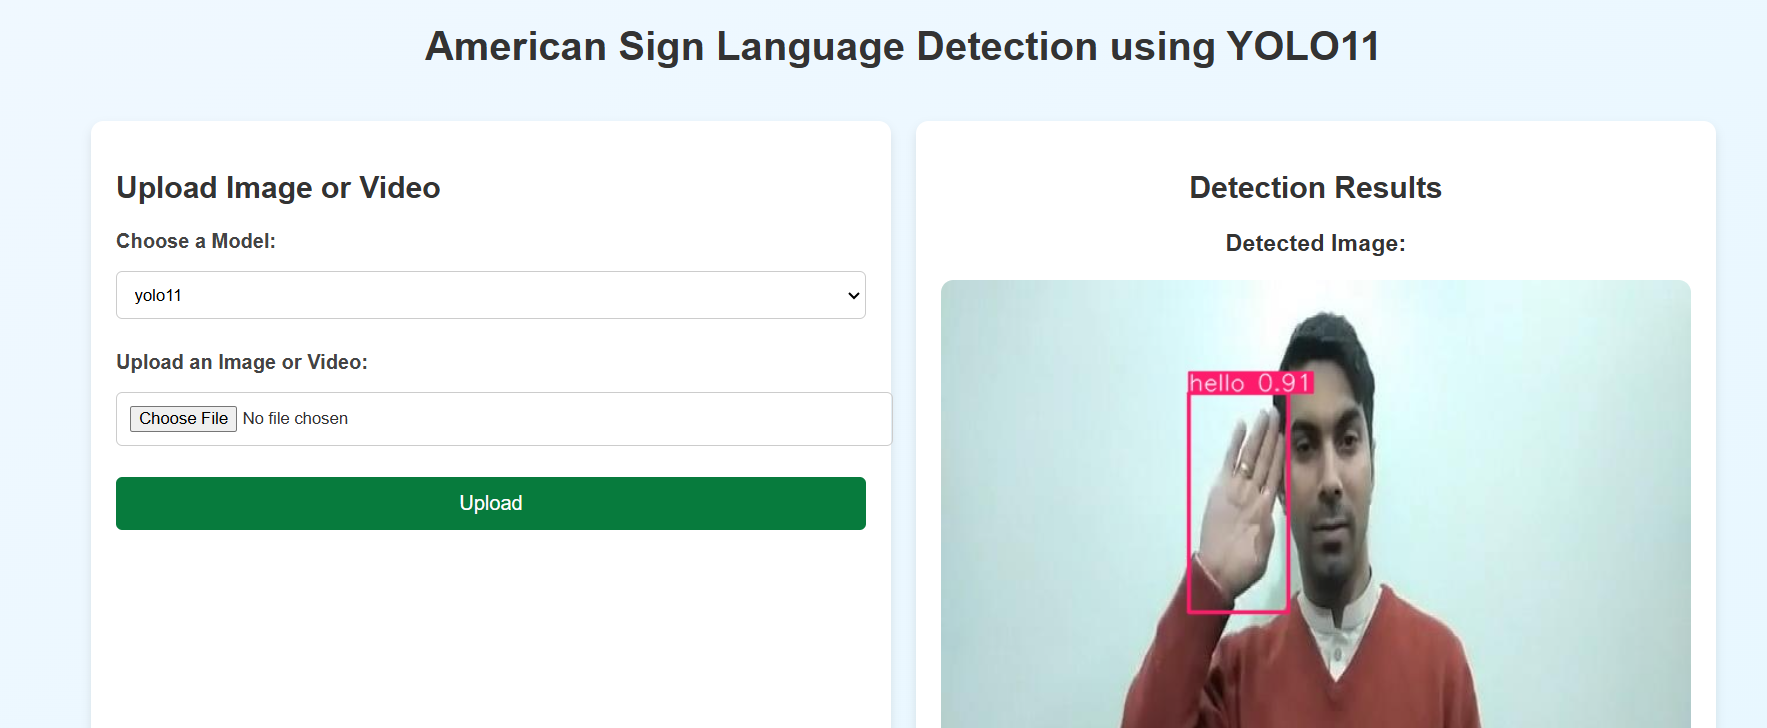 American Sign Language Detection using YOLO11
Upload Image or Video
Choose a Model:
yolo11
Upload an Image or Video:
Choose File No file chosen
Upload
Detection Results
Detected Image:
hello 0.91